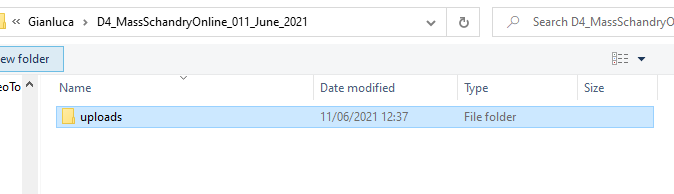 « Gianluca > D4_MassSchandryOnline_011_June_2021
Search D4_MassSchandryO
ew folder
eoTo
Name Date modified Type Size
uploads 11/06/2021 12:37 File folder